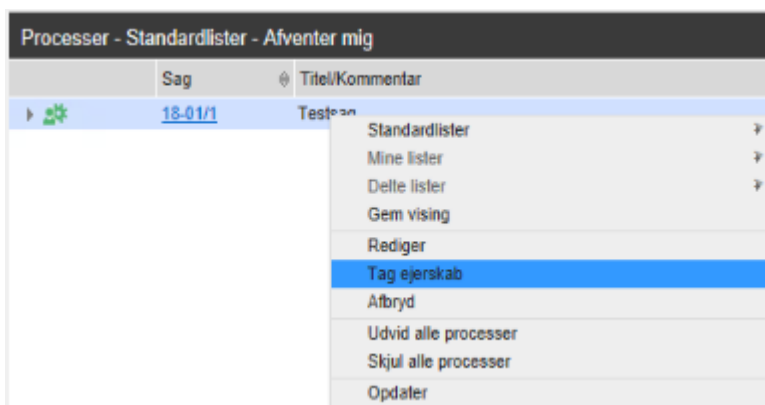 Processer - Standardlister - Afventer mig
Sag Titel/Kommentar
18-01/1 Testsag
Standardlister
Mine lister
Delte lister
Gem vising
Rediger
Tag ejerskab
Afbryd
Udvid alle processer
Skjul alle processer
Opdater